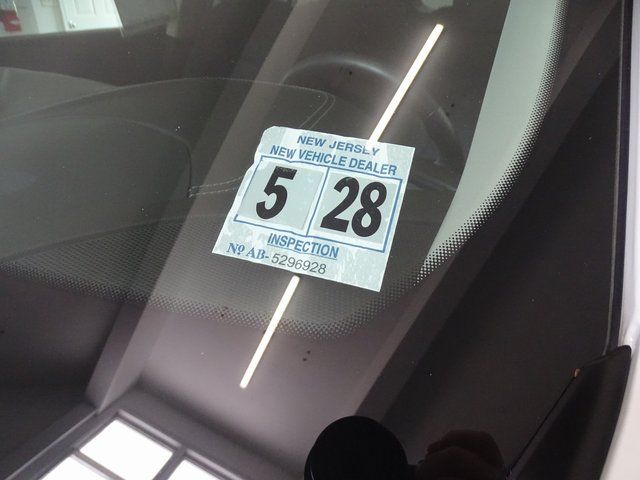 NEW JERSEY
NEW VEHICLE DEALER
5 28
INSPECTION
Nº AB- 5296928